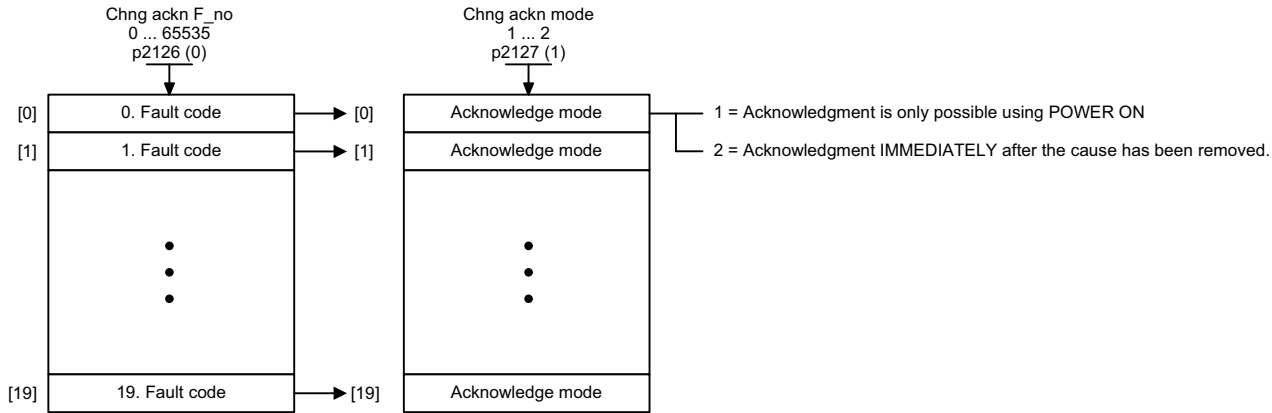 Chng ackn F_no
0 ... 65535
p2126 (0)
Chng ackn mode
1 ... 2
p2127 (1)
[0] 0. Fault code [0] Acknowledge mode 1 = Acknowledgment is only possible using POWER ON
[1] 1. Fault code [1] Acknowledge mode 2 = Acknowledgment IMMEDIATELY after the cause has been removed.
[19] 19. Fault code [19] Acknowledge mode